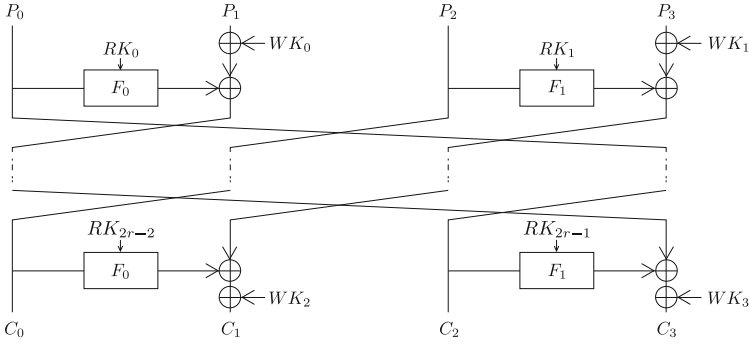 P₀ P₁ P₂ P₃
RK₀ WK₀ RK₁ WK₁
F₀ F₁
RK₂ᵣ₋₂ RK₂ᵣ₋₁
F₀ F₁
WK₂ WK₃
C₀ C₁ C₂ C₃